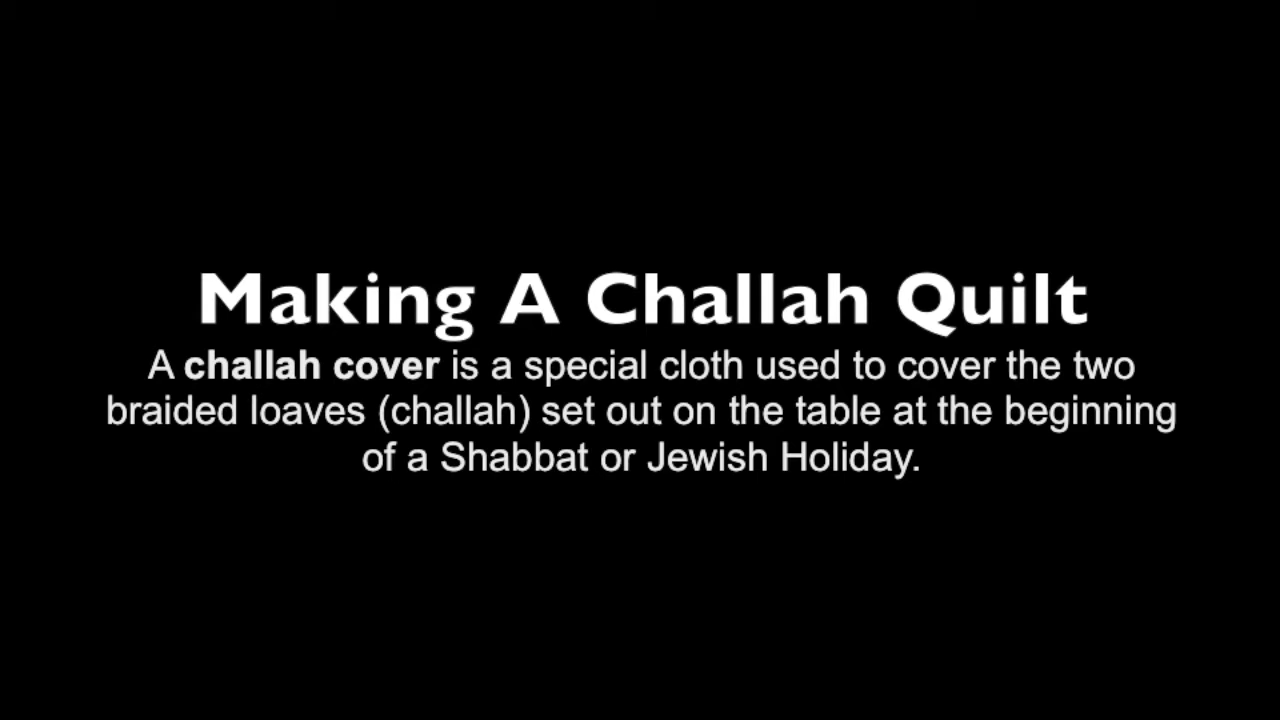 Making A Challah Quilt
A challah cover is a special cloth used to cover the two
braided loaves (challah) set out on the table at the beginning
of a Shabbat or Jewish Holiday.